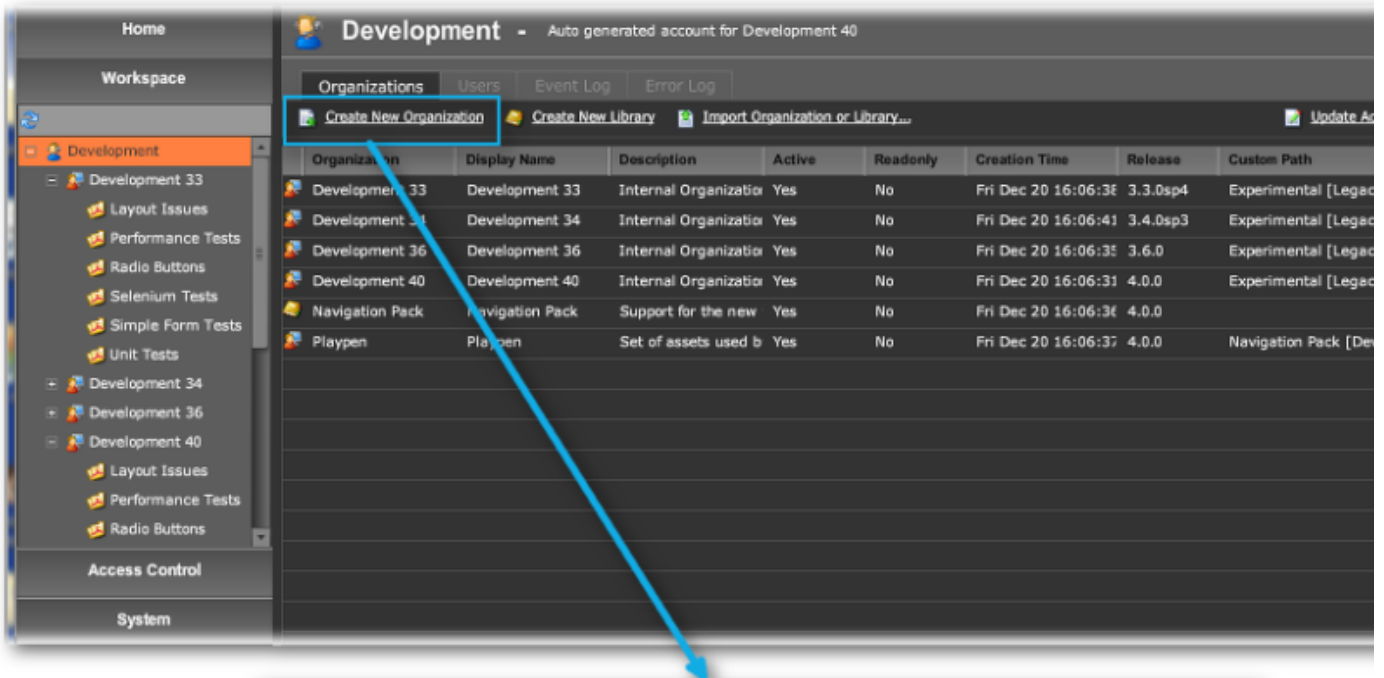 Home
Workspace
Development
Development 33
Layout Issues
Performance Tests
Radio Buttons
Selenium Tests
Simple Form Tests
Unit Tests
Development 34
Development 36
Development 40
Layout Issues
Performance Tests
Radio Buttons
Access Control
System
Development - Auto generated account for Development 40
Organizations Users Event Log Error Log
Create New Organization Create New Library Import Organization or Library... Update Ac
Organization Display Name Description Active Readonly Creation Time Release Custom Path
Development 33 Development 33 Internal Organizatio Yes No Fri Dec 20 16:06:38 3.3.0sp4 Experimental [Legac
Development 34 Development 34 Internal Organizatio Yes No Fri Dec 20 16:06:41 3.4.0sp3 Experimental [Legac
Development 36 Development 36 Internal Organizatio Yes No Fri Dec 20 16:06:35 3.6.0 Experimental [Legac
Development 40 Development 40 Internal Organizatio Yes No Fri Dec 20 16:06:31 4.0.0 Experimental [Legac
Navigation Pack Navigation Pack Support for the new Yes No Fri Dec 20 16:06:36 4.0.0
Playpen Playpen Set of assets used b Yes No Fri Dec 20 16:06:37 4.0.0 Navigation Pack [Dev